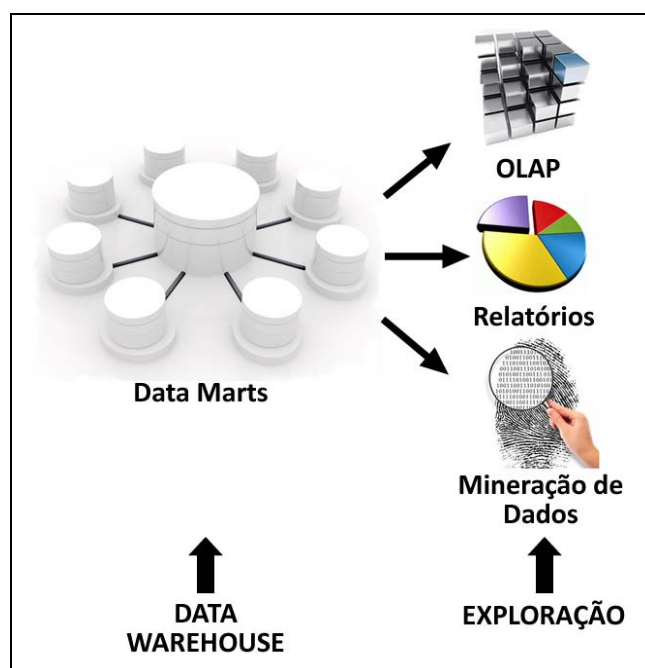 OLAP
Relatórios
Data Marts
Mineração de
Dados
DATA
WAREHOUSE
EXPLORAÇÃO